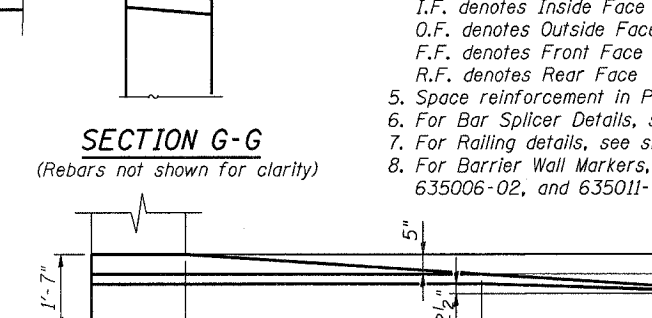 I.F. denotes Inside Face
O.F. denotes Outside Face
F.F. denotes Front Face
R.F. denotes Rear Face
5. Space reinforcement in
6. For Bar Splicer Details,
7. For Railing details, see
8. For Barrier Wall Markers,
635006-02, and 635011-
SECTION G-G
(Rebars not shown for clarity)
5"
1'-7"